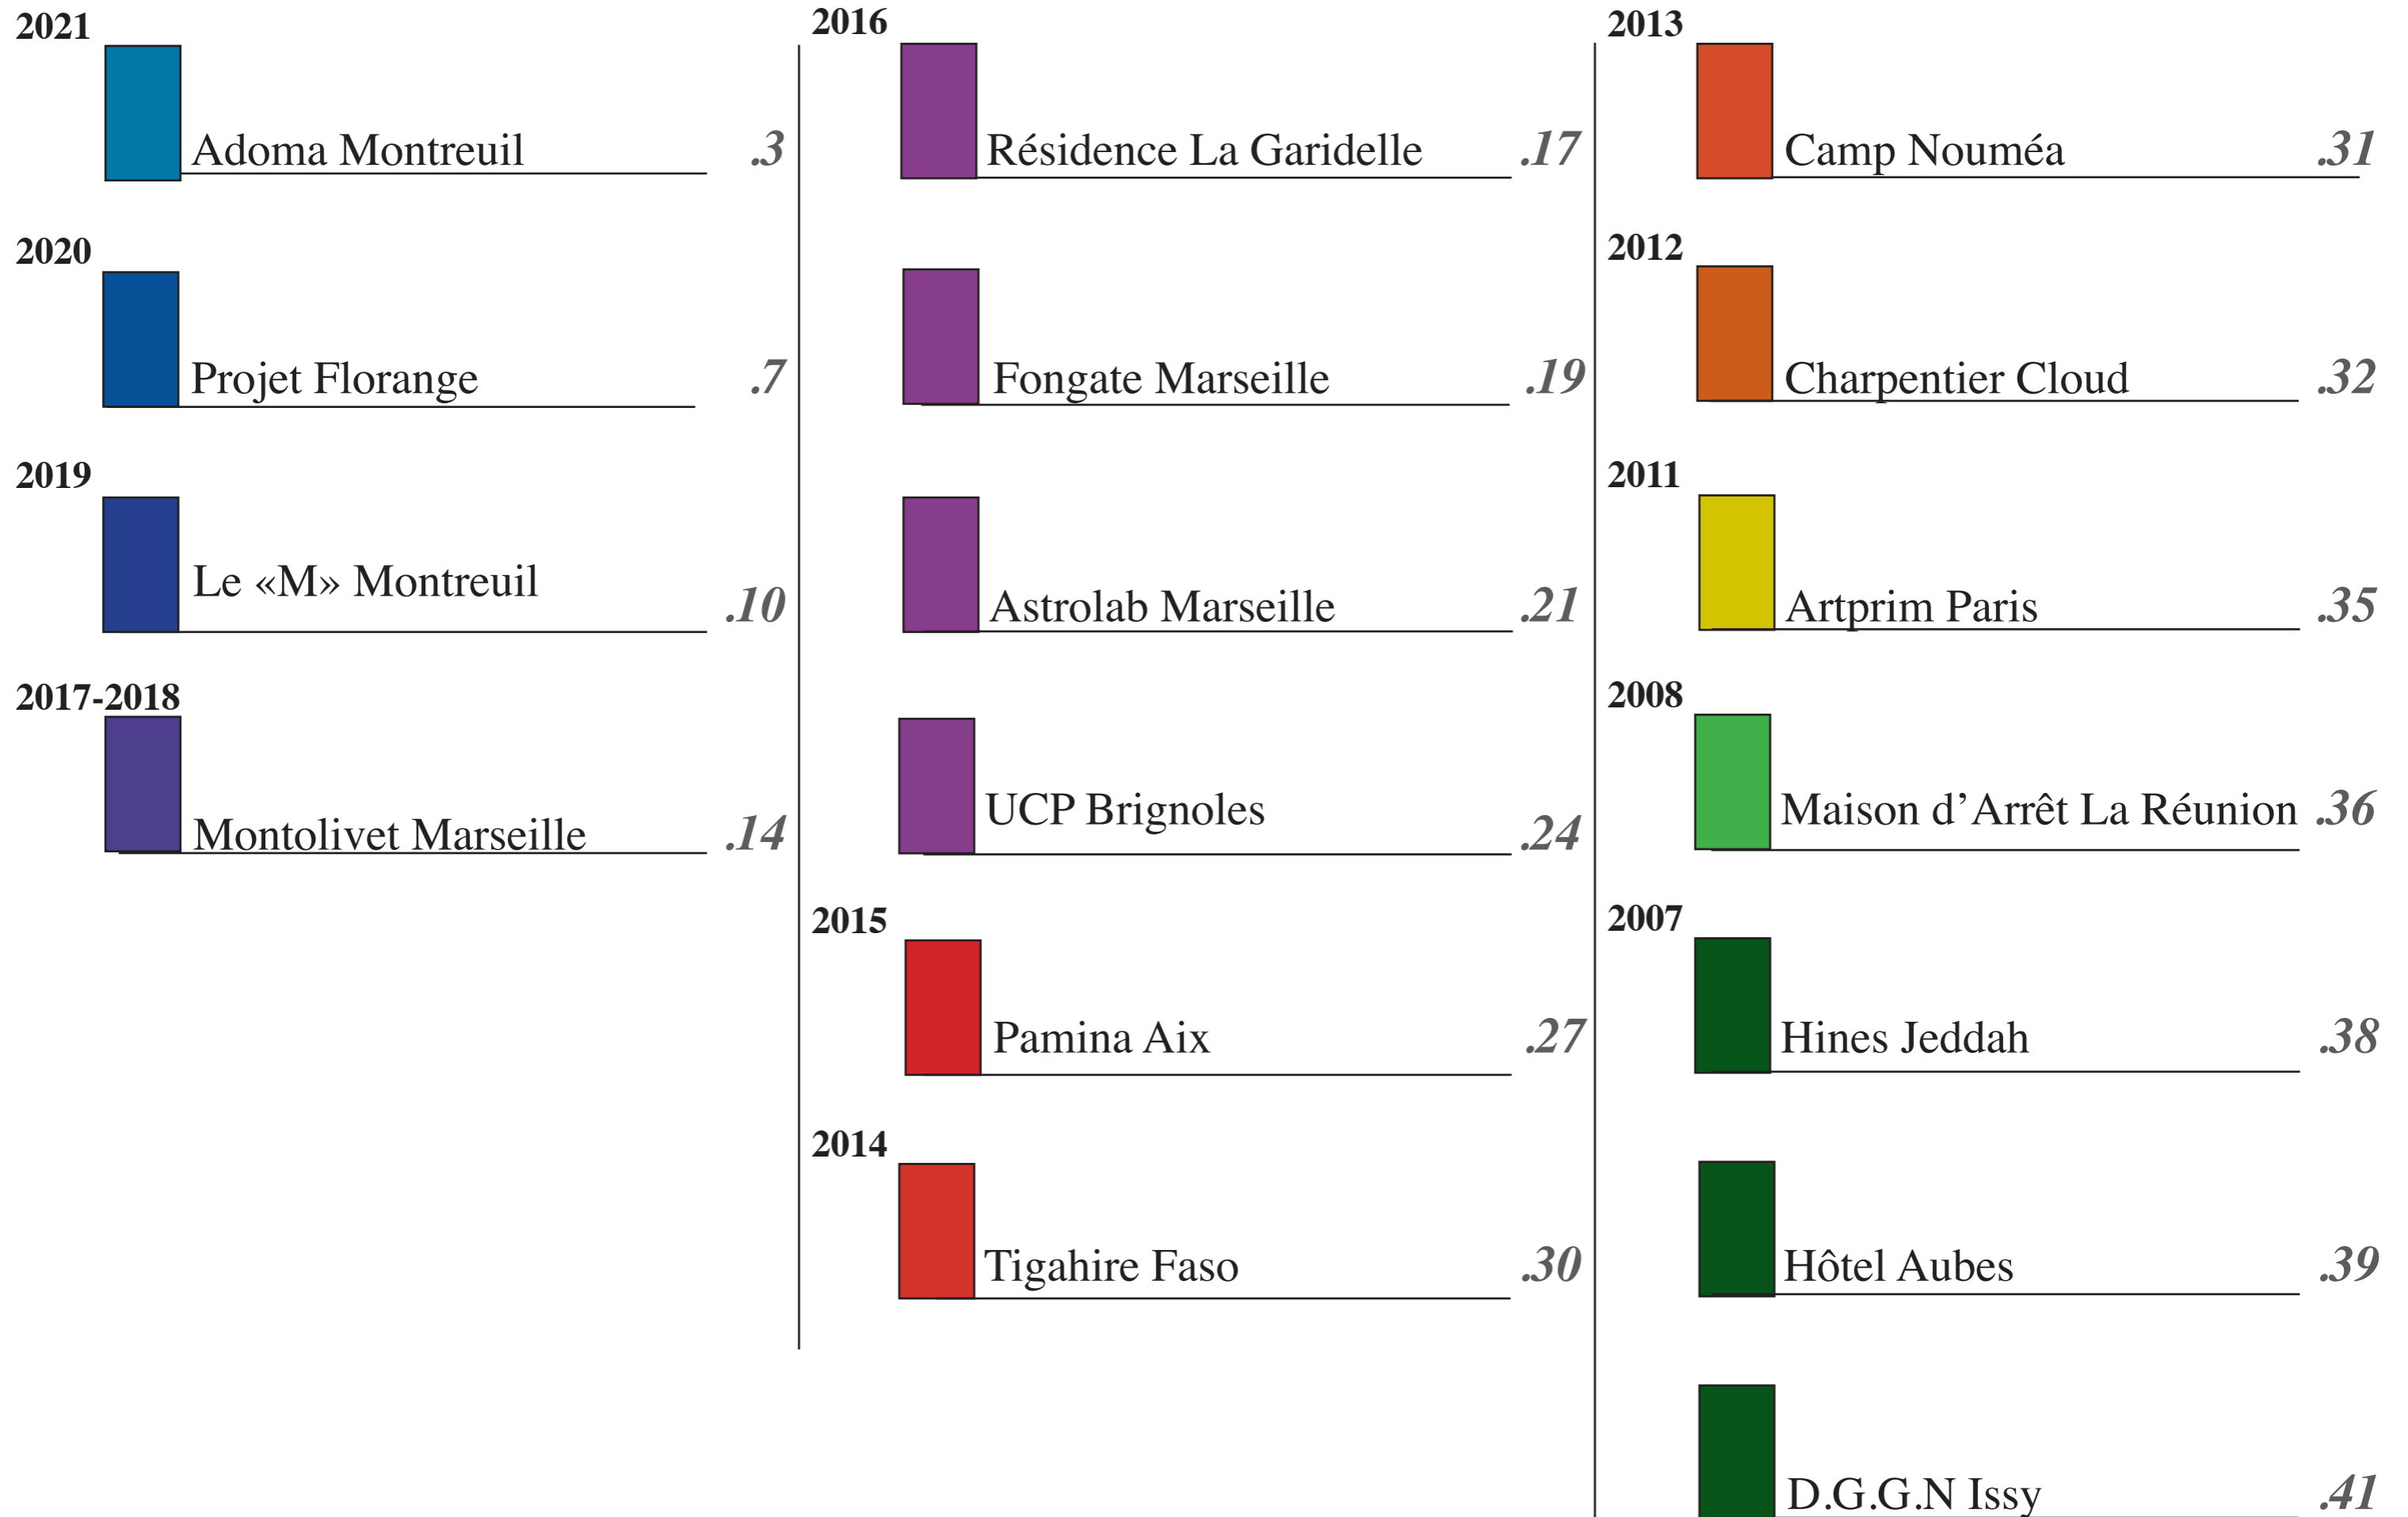 2021
Adoma Montreuil .3
2020
Projet Florange .7
2019
Le «M» Montreuil .10
2017-2018
Montolivet Marseille .14
2016
Résidence La Garidelle .17
Fongate Marseille .19
Astrolab Marseille .21
UCP Brignoles .24
2015
Pamina Aix .27
2014
Tigahire Faso .30
2013
Camp Nouméa .31
2012
Charpentier Cloud .32
2011
Artprim Paris .35
2008
Maison d’Arrêt La Réunion .36
2007
Hines Jeddah .38
Hôtel Aubes .39
D.G.G.N Issy .41